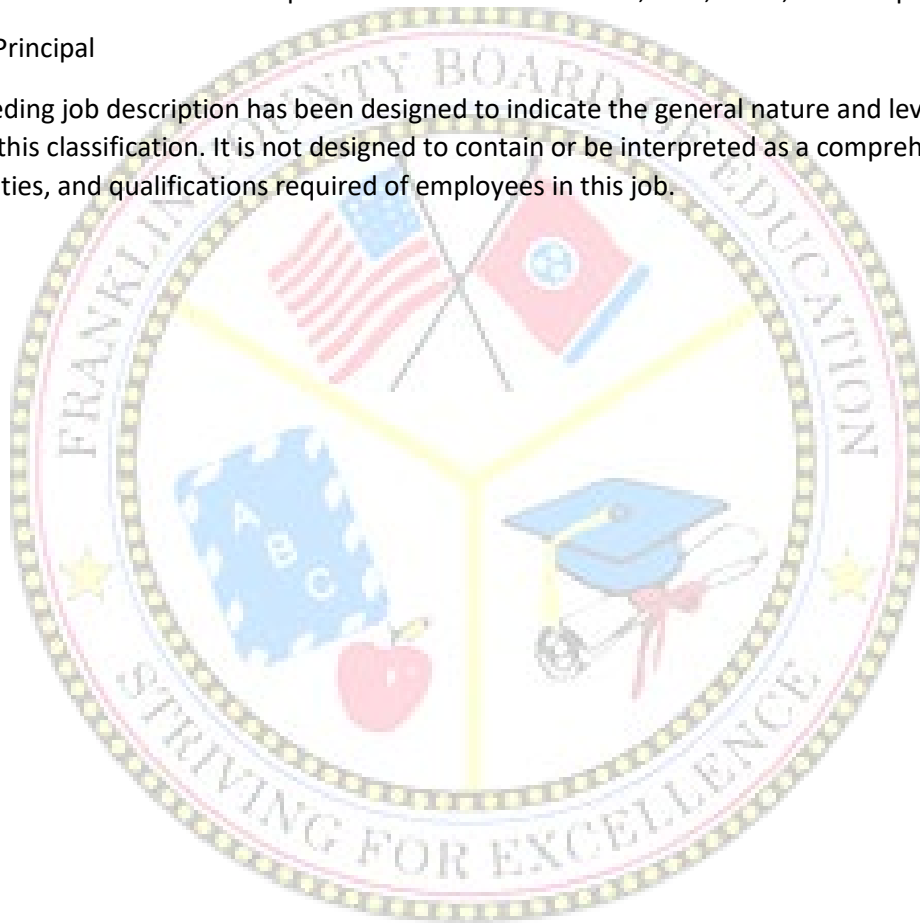 Principal
eding job description has been designed to indicate the general nature and lev
this classification. It is not designed to contain or be interpreted as a compreh
ties, and qualifications required of employees in this job.
FRANKLIN COUNTY BOARD OF EDUCATION
A
B
C
STRIVING FOR EXCELLENCE